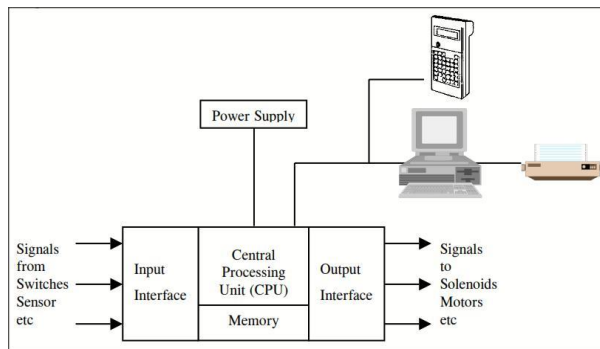 Power Supply
Signals
from
Switches
Sensor
etc
Input
Interface
Central
Processing
Unit (CPU)
Memory
Output
Interface
Signals
to
Solenoids
Motors
etc